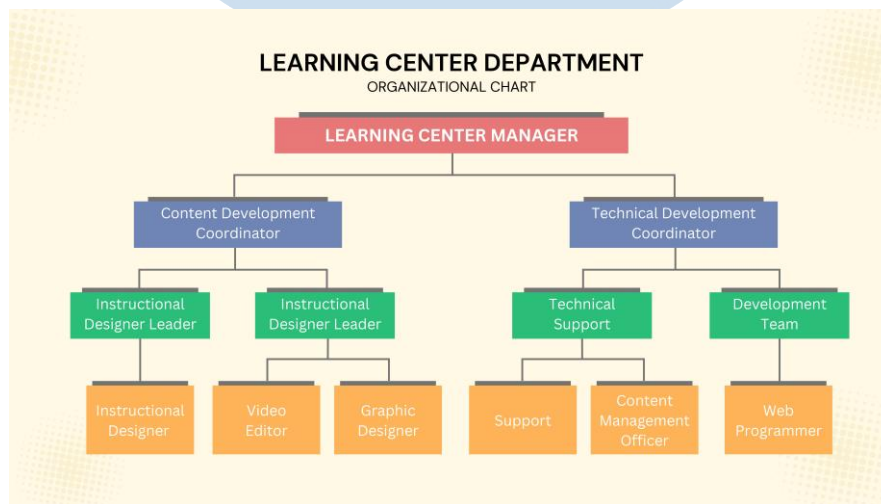 LEARNING CENTER DEPARTMENT
ORGANIZATIONAL CHART
LEARNING CENTER MANAGER
Content Development
Coordinator
Technical Development
Coordinator
Instructional
Designer Leader
Instructional
Designer Leader
Technical
Support
Development
Team
Instructional
Designer
Video
Editor
Graphic
Designer
Support
Content
Management
Officer
Web
Programmer